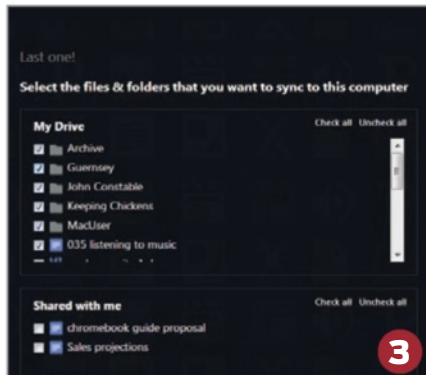 Last one!
Select the files & folders that you want to sync to this computer
My Drive Check all Uncheck all
Archive
Guernsey
John Constable
Keeping Chickens
MacUser
035 listening to music
Shared with me Check all Uncheck all
chromebook guide proposal
Sales projections
3